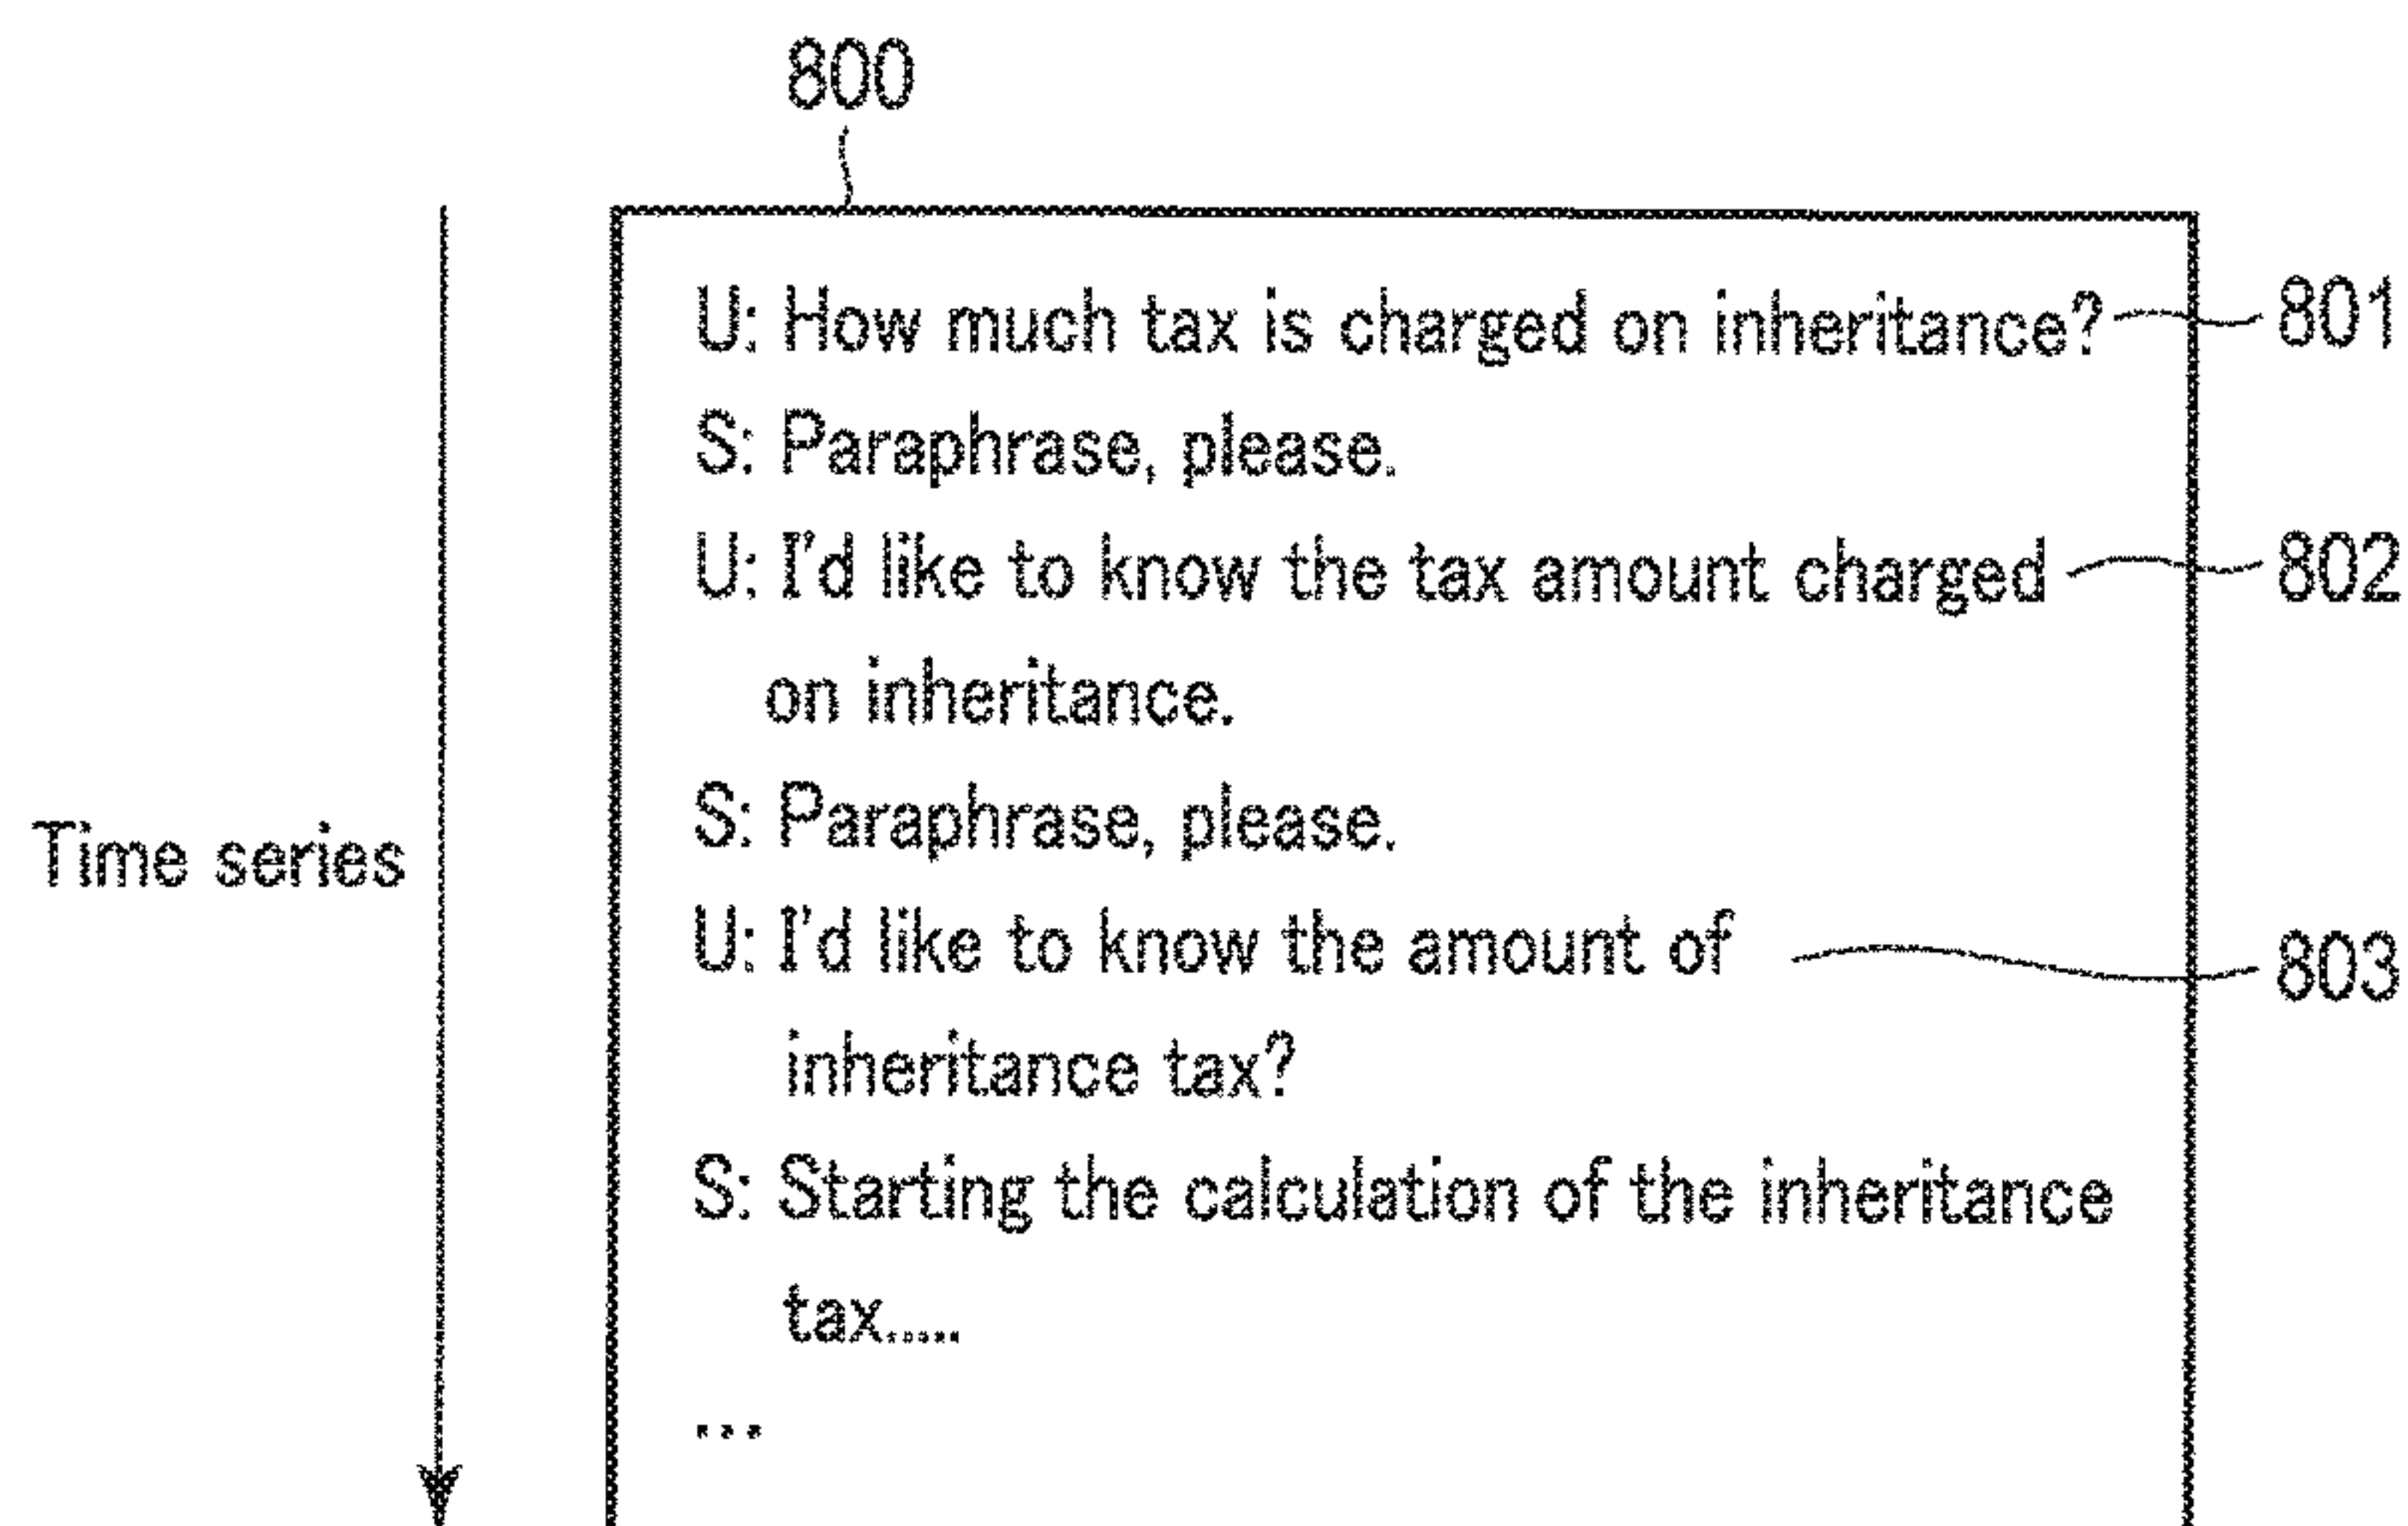 800
U: How much tax is charged on inheritance? 801
S: Paraphrase, please.
U: I'd like to know the tax amount charged 802
on inheritance.
S: Paraphrase, please.
Time series
U: I'd like to know the amount of 803
inheritance tax?
S: Starting the calculation of the inheritance
tax.....
...